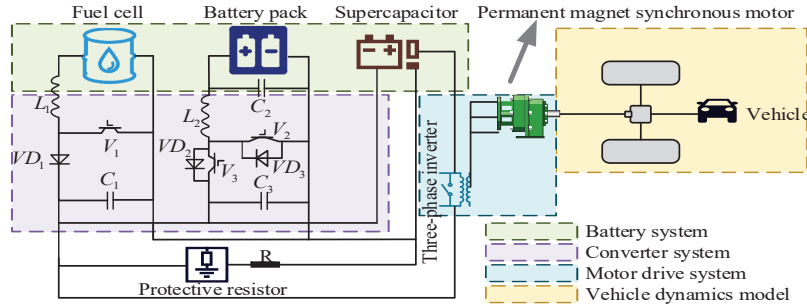 Fuel cell
Battery pack
Supercapacitor
Permanent magnet synchronous motor
L1
V1
VD1
C1
C2
L2
V2
VD2
V3
VD3
C3
Three-phase inverter
Vehicle
R
Protective resistor
Battery system
Converter system
Motor drive system
Vehicle dynamics model